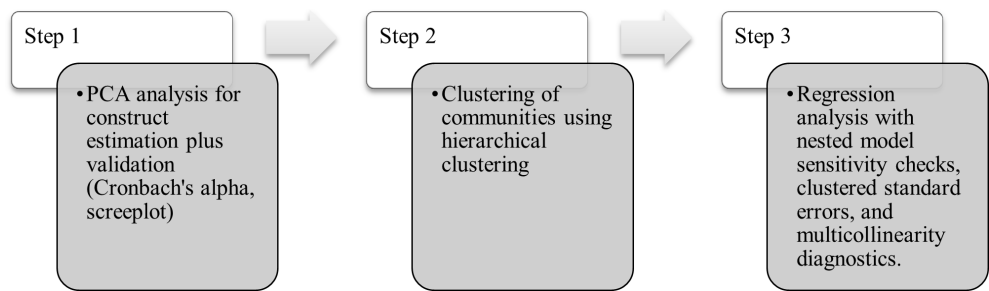 Step 1
•PCA analysis for
construct
estimation plus
validation
(Cronbach's alpha,
screeplot)
Step 2
•Clustering of
communities using
hierarchical
clustering
Step 3
•Regression
analysis with
nested model
sensitivity checks,
clustered standard
errors, and
multicollinearity
diagnostics.